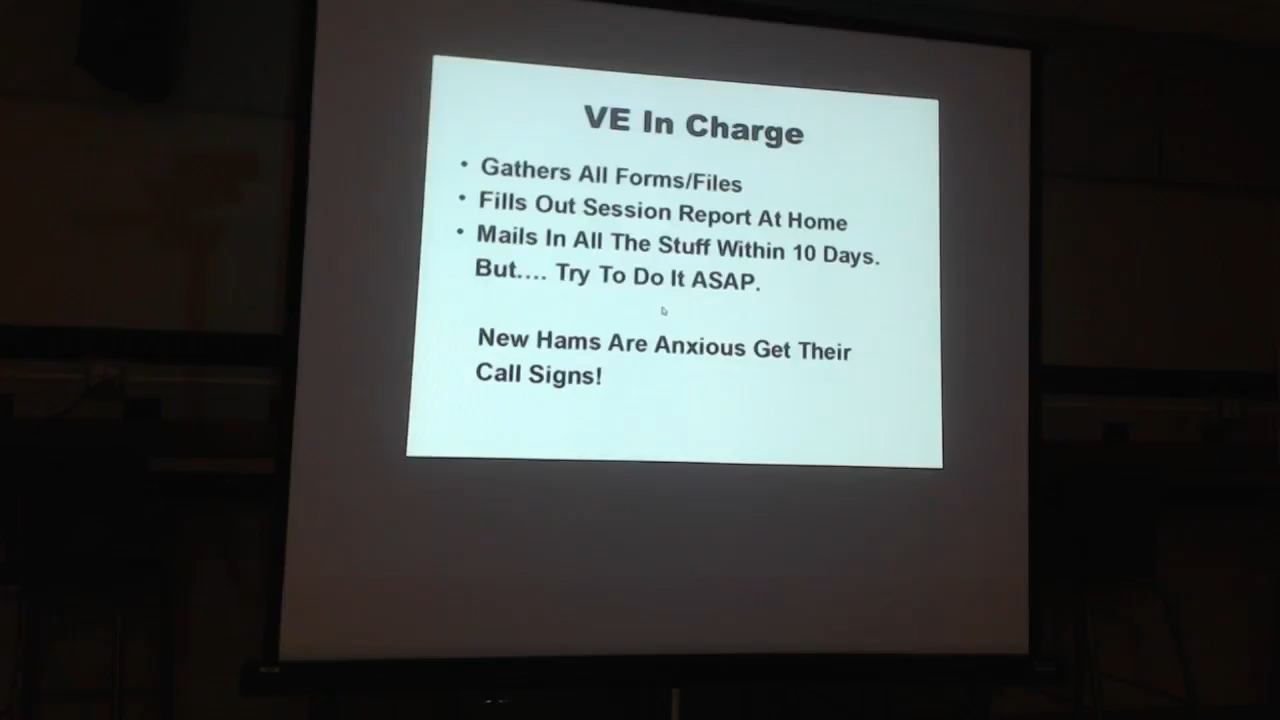 VE In Charge
• Gathers All Forms/Files
• Fills Out Session Report At Home
• Mails In All The Stuff Within 10 Days.
But.... Try To Do It ASAP.
New Hams Are Anxious Get Their
Call Signs!